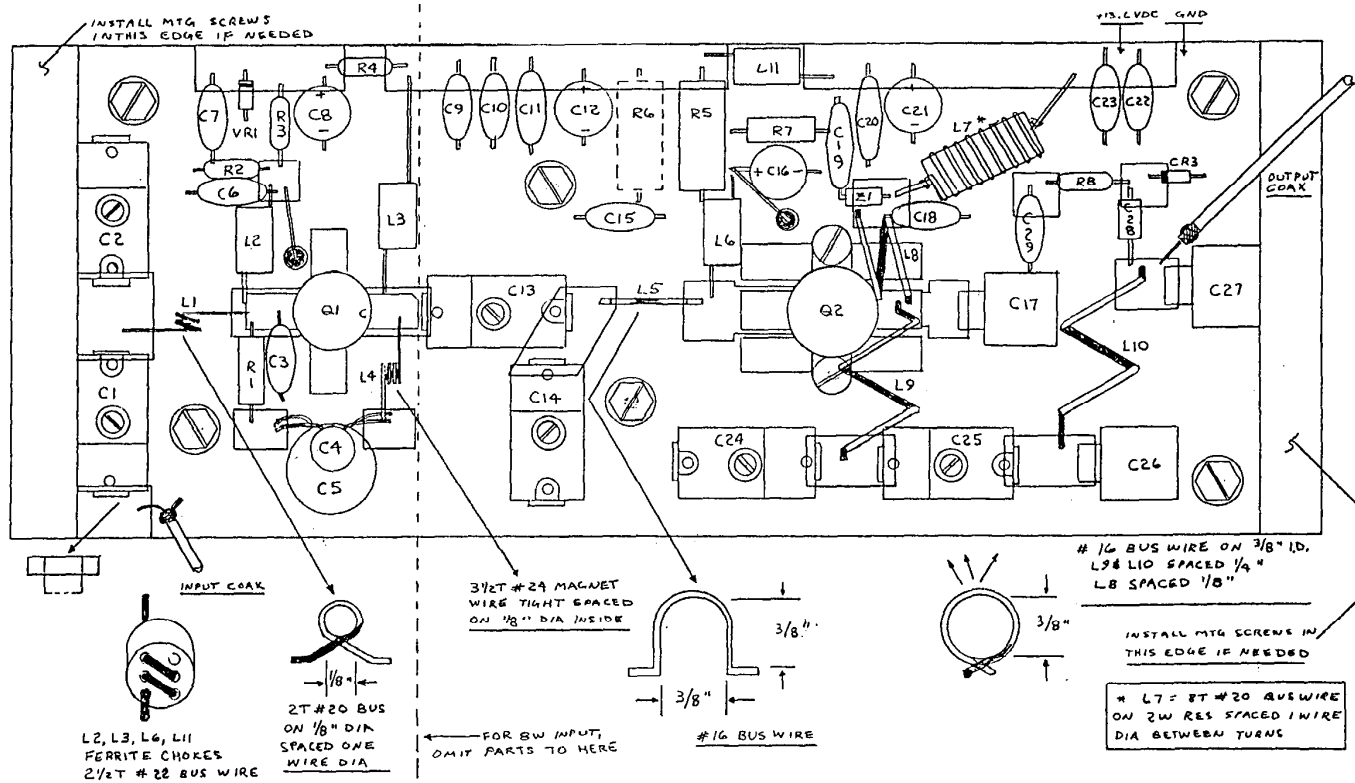 INSTALL MTG SCREWS
INTHIS EDGE IF NEEDED
+13.6VDC GND
R4
L11
C7
VR1
R3
C8
+
-
C9
C10
C11
C12
+
-
R6
R5
R7
C19
C20
C21
+
-
L7*
C23
C22
R2
C6
C16
+
-
Z1
C18
R8
CR3
C28
C29
OUTPUT
COAX
C2
L2
L3
C15
L6
L8
L1
Q1
C
C13
L5
Q2
C17
C27
C1
R1
C3
L4
C14
L9
L10
C4
C5
C24
C25
C26
INPUT COAX
3 1/2T #24 MAGNET
WIRE TIGHT SPACED
ON 1/8" DIA INSIDE
3/8"
3/8"
#16 BUS WIRE
3/8"
# 16 BUS WIRE ON 3/8" I.D.
L9& L10 SPACED 1/4"
L8 SPACED 1/8"
INSTALL MTG SCREWS IN
THIS EDGE IF NEEDED
* L7 = 8T #20 BUS WIRE
ON 2W RES SPACED 1 WIRE
DIA BETWEEN TURNS
1/8"
2T #20 BUS
ON 1/8" DIA
SPACED ONE
WIRE DIA
FOR 8W INPUT,
OMIT PARTS TO HERE
L2, L3, L6, L11
FERRITE CHOKES
2 1/2T # 22 BUS WIRE